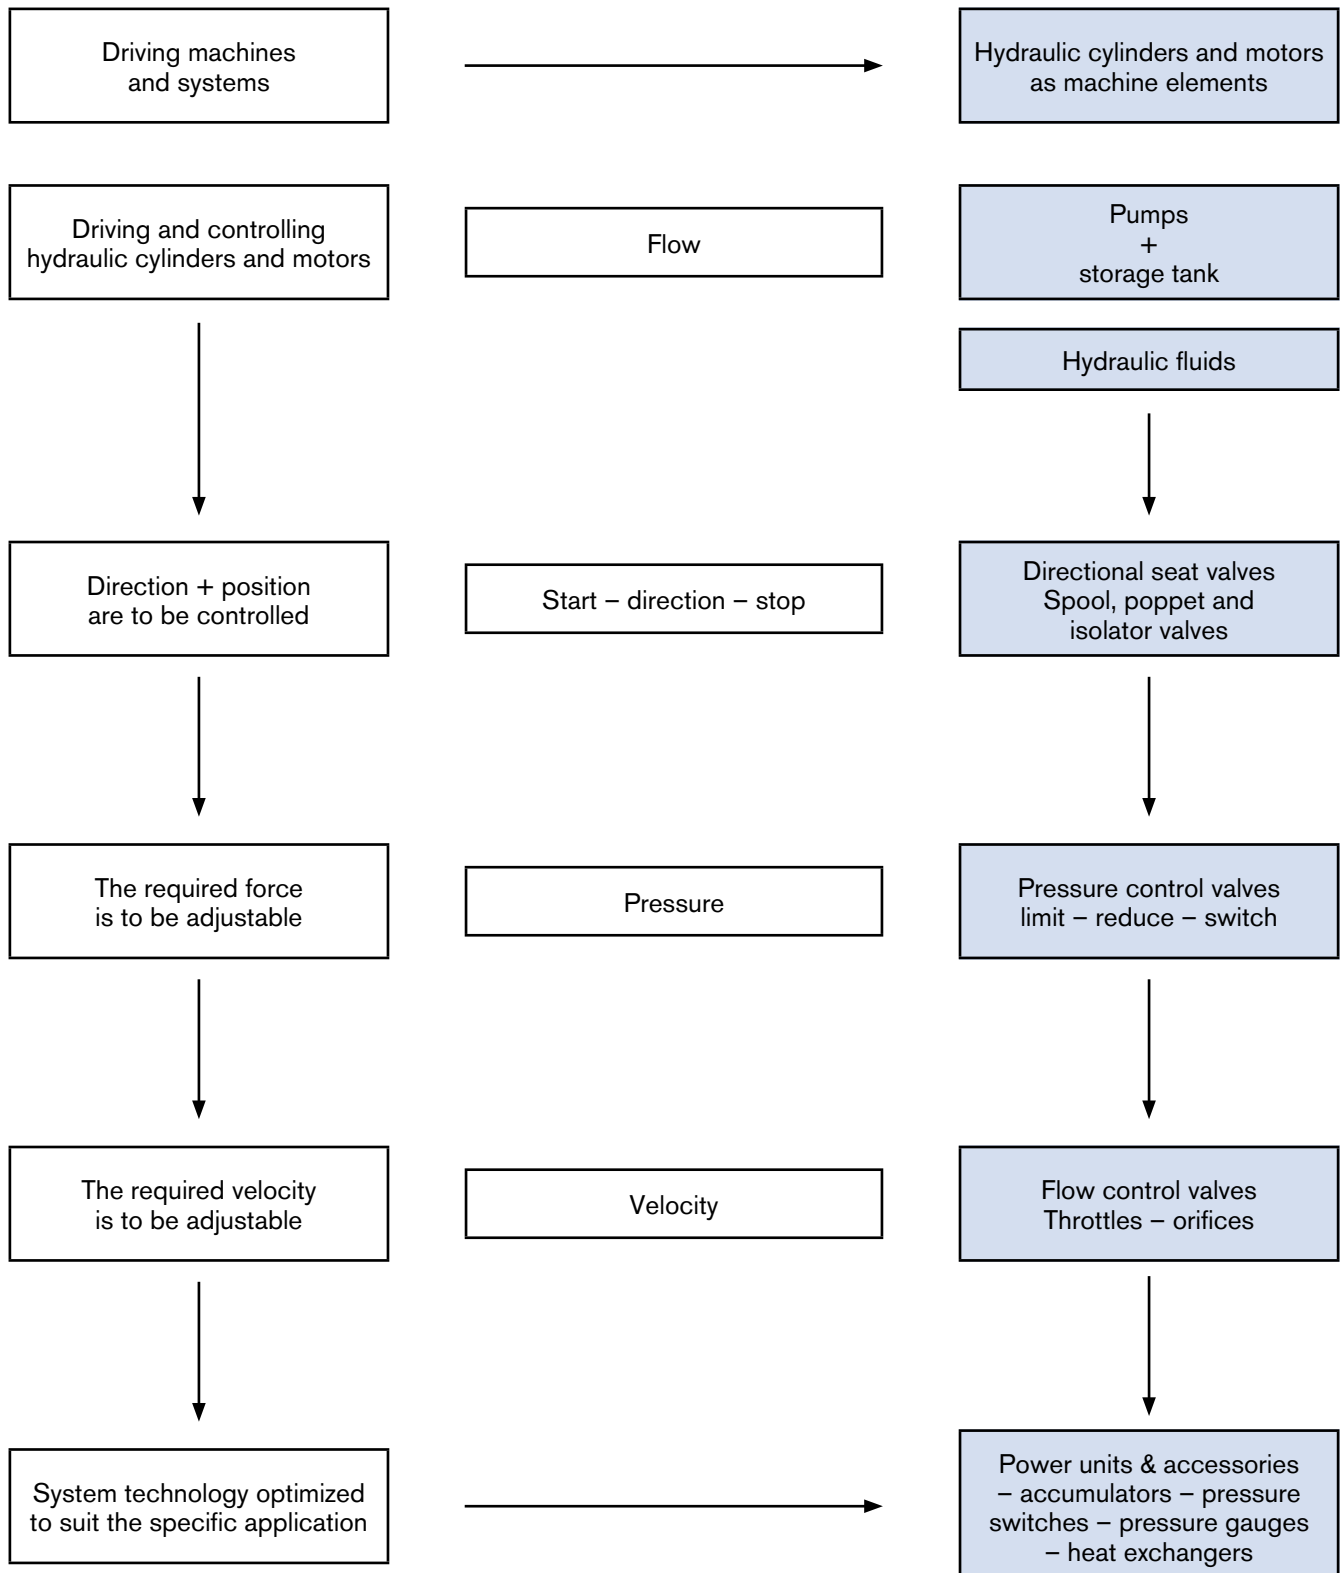 Driving machines
and systems
Hydraulic cylinders and motors
as machine elements
Driving and controlling
hydraulic cylinders and motors
Flow
Pumps
+
storage tank
Hydraulic fluids
Direction + position
are to be controlled
Start – direction – stop
Directional seat valves
Spool, poppet and
isolator valves
The required force
is to be adjustable
Pressure
Pressure control valves
limit – reduce – switch
The required velocity
is to be adjustable
Velocity
Flow control valves
Throttles – orifices
System technology optimized
to suit the specific application
Power units & accessories
– accumulators – pressure
switches – pressure gauges
– heat exchangers